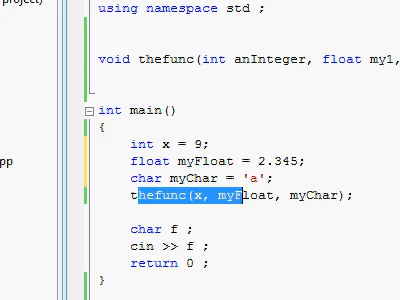 project)
using namespace std ;
void thefunc(int anInteger, float my1,
int main()
{
int x = 9;
float myFloat = 2.345;
pp
char myChar = 'a';
thefunc(x, myFloat, myChar);
char f ;
cin >> f ;
return 0 ;
}